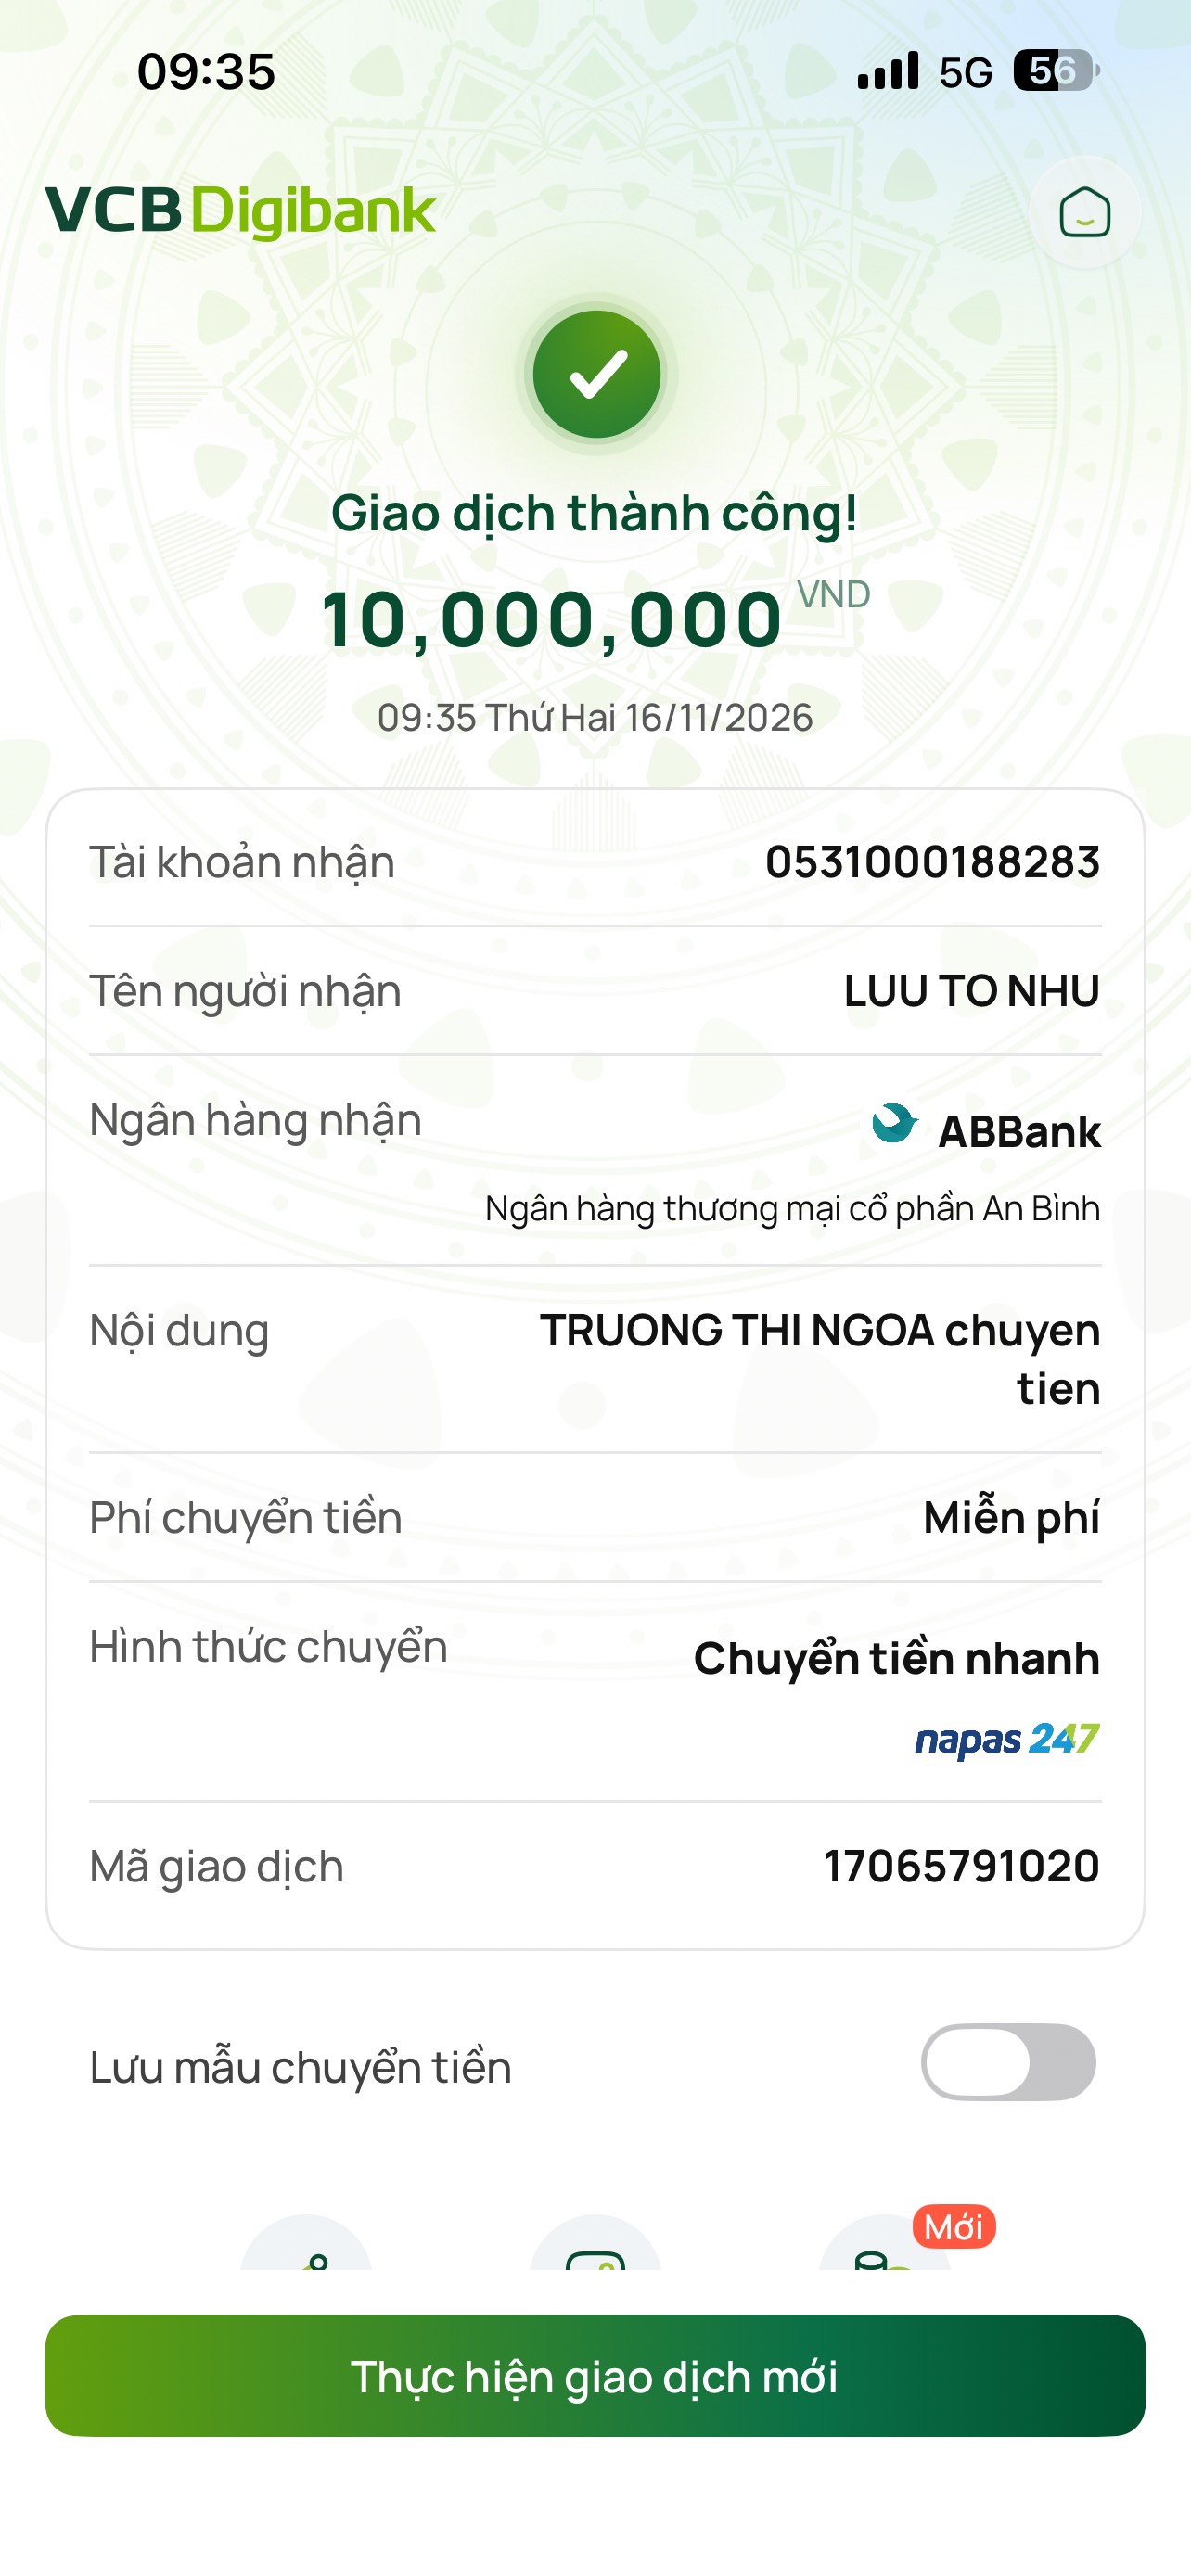 09:35
5G 56
VCB Digibank
Giao dịch thành công!
10,000,000 VND
09:35 Thứ Hai 16/11/2026
Tài khoản nhận 0531000188283
Tên người nhận LUU TO NHU
Ngân hàng nhận ABBank
Ngân hàng thương mại cổ phần An Bình
Nội dung TRUONG THI NGOA chuyen
tien
Phí chuyển tiền Miễn phí
Hình thức chuyển Chuyển tiền nhanh
napas 247
Mã giao dịch 17065791020
Lưu mẫu chuyển tiền
Mới
Thực hiện giao dịch mới